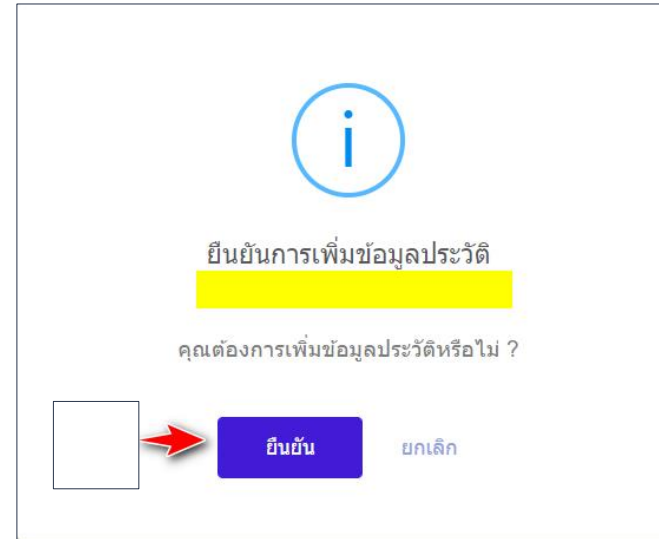 ยืนยันการเพิ่มข้อมูลประวัติ
คุณต้องการเพิ่มข้อมูลประวัติหรือไม่ ?
ยืนยัน ยกเลิก